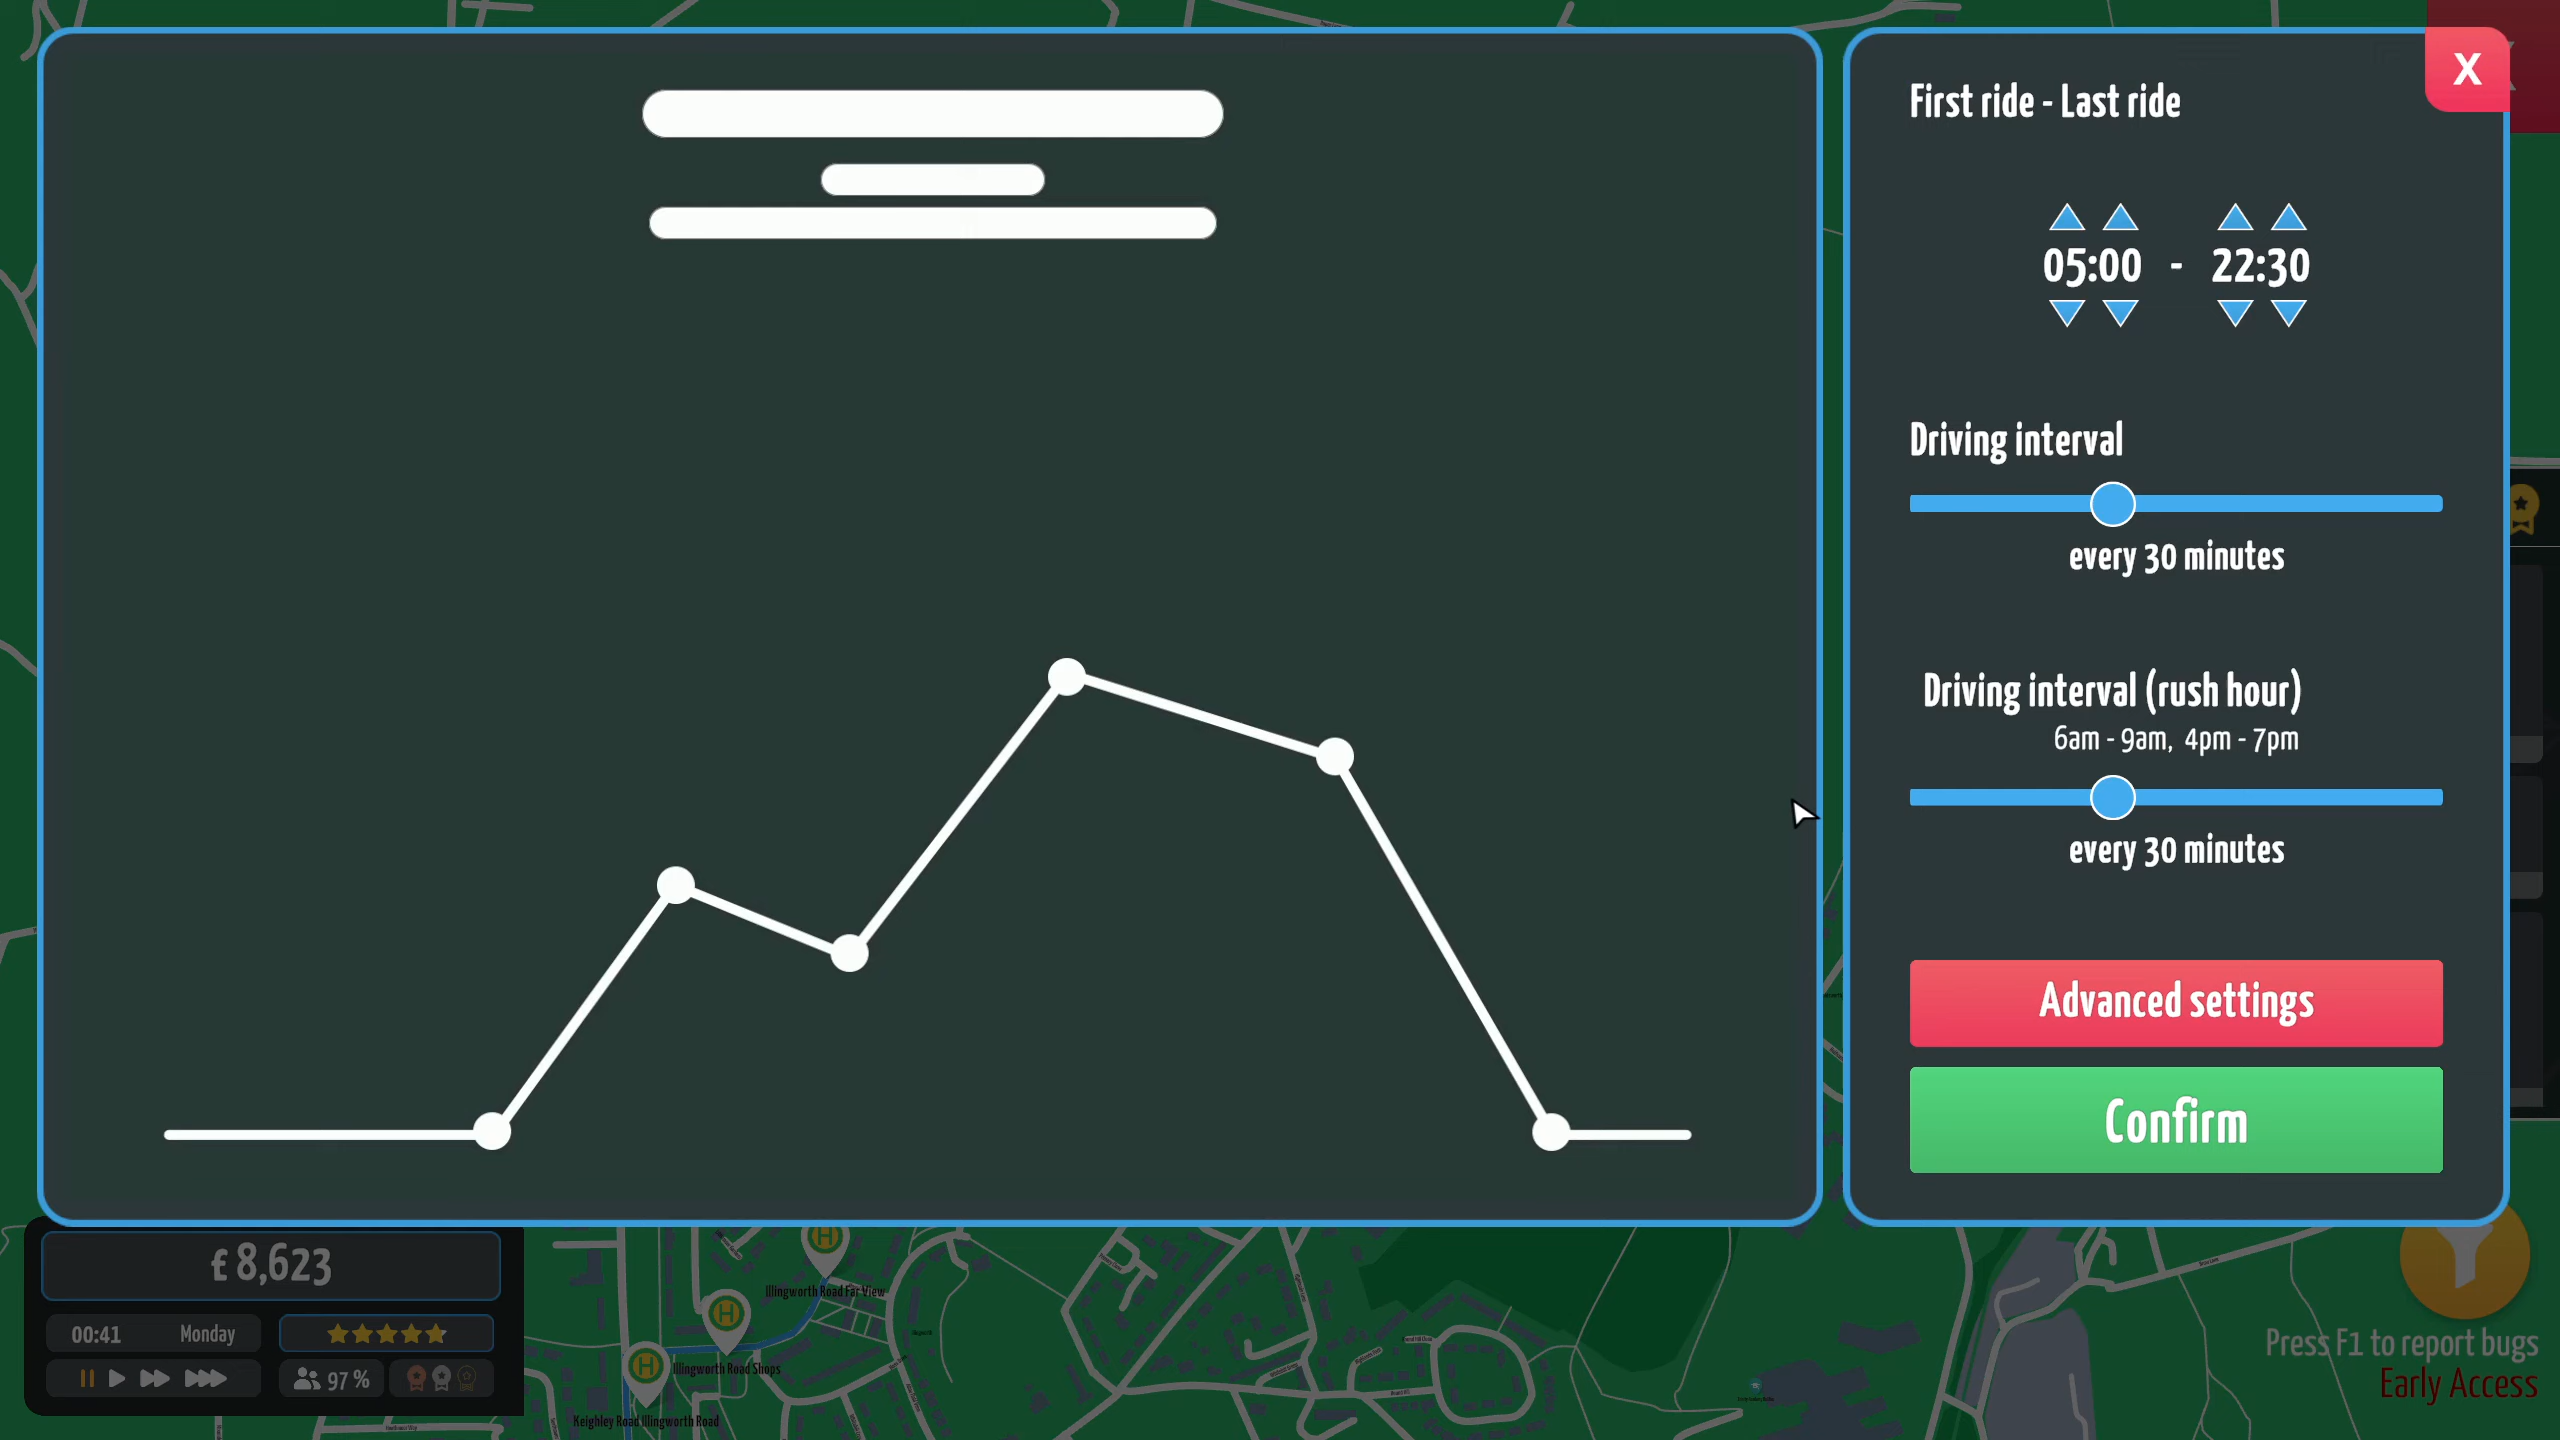 First ride - Last ride
X
05:00 - 22:30
Driving interval
every 30 minutes
Driving interval (rush hour)
6am - 9am, 4pm - 7pm
every 30 minutes
Advanced settings
Confirm
£ 8,623
00:41 Monday
97 %
Illingworth Road Far View
Illingworth Road Shops
Keighley Road Illingworth Road
Press F1 to report bugs
Early Access